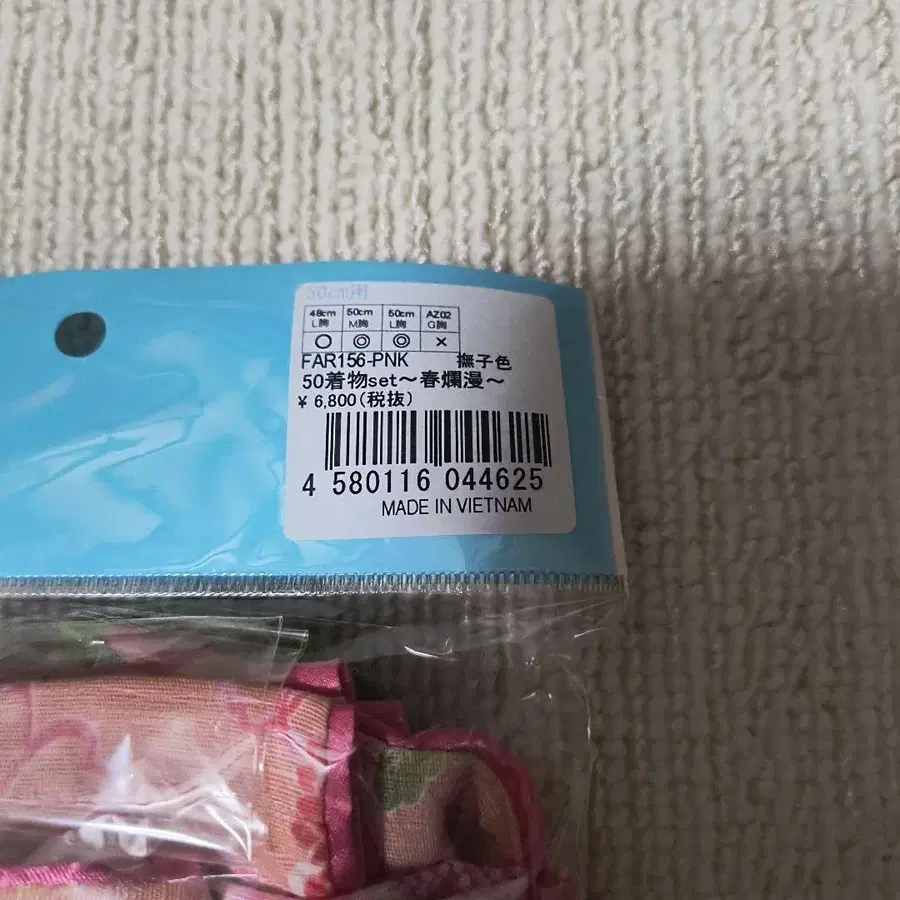 50cm用
48cm 50cm 50cm AZ02
L胸 M胸 L胸 G胸
○ ◎ ◎ ×
FAR156-PNK 撫子色
50着物set～春爛漫～
¥ 6,800(税抜)
4 580116 044625
MADE IN VIETNAM